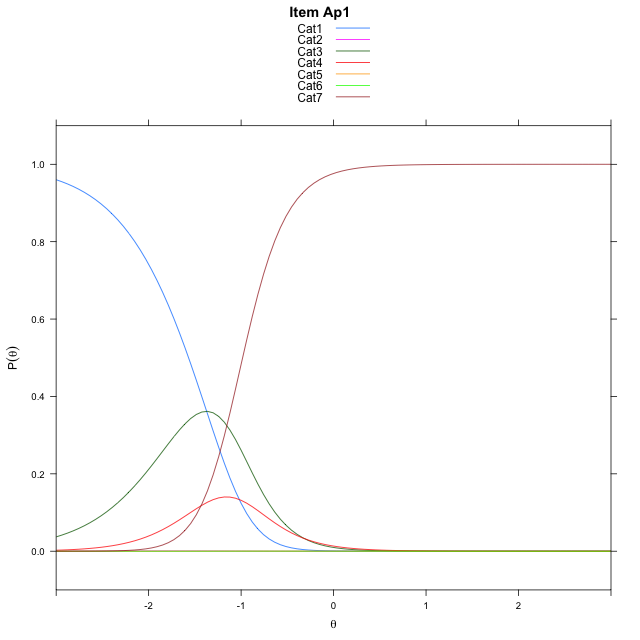 Item Ap1
Cat1
Cat2
Cat3
Cat4
Cat5
Cat6
Cat7
1.0
0.8
0.6
0.4
0.2
0.0
P(θ)
-2 -1 0 1 2
θ